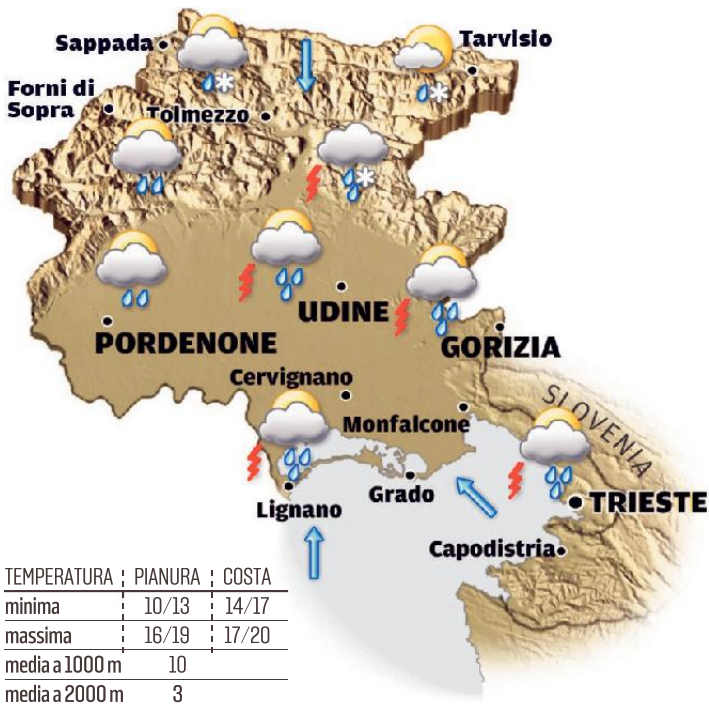 Sappada
Tarvisio
Forni di
Sopra
Tolmezzo
UDINE
PORDENONE
GORIZIA
Cervignano
SLOVENIA
Monfalcone
Grado
TRIESTE
Lignano
Capodistria
TEMPERATURA PIANURA COSTA
minima 10/13 14/17
massima 16/19 17/20
media a 1000 m 10
media a 2000 m 3